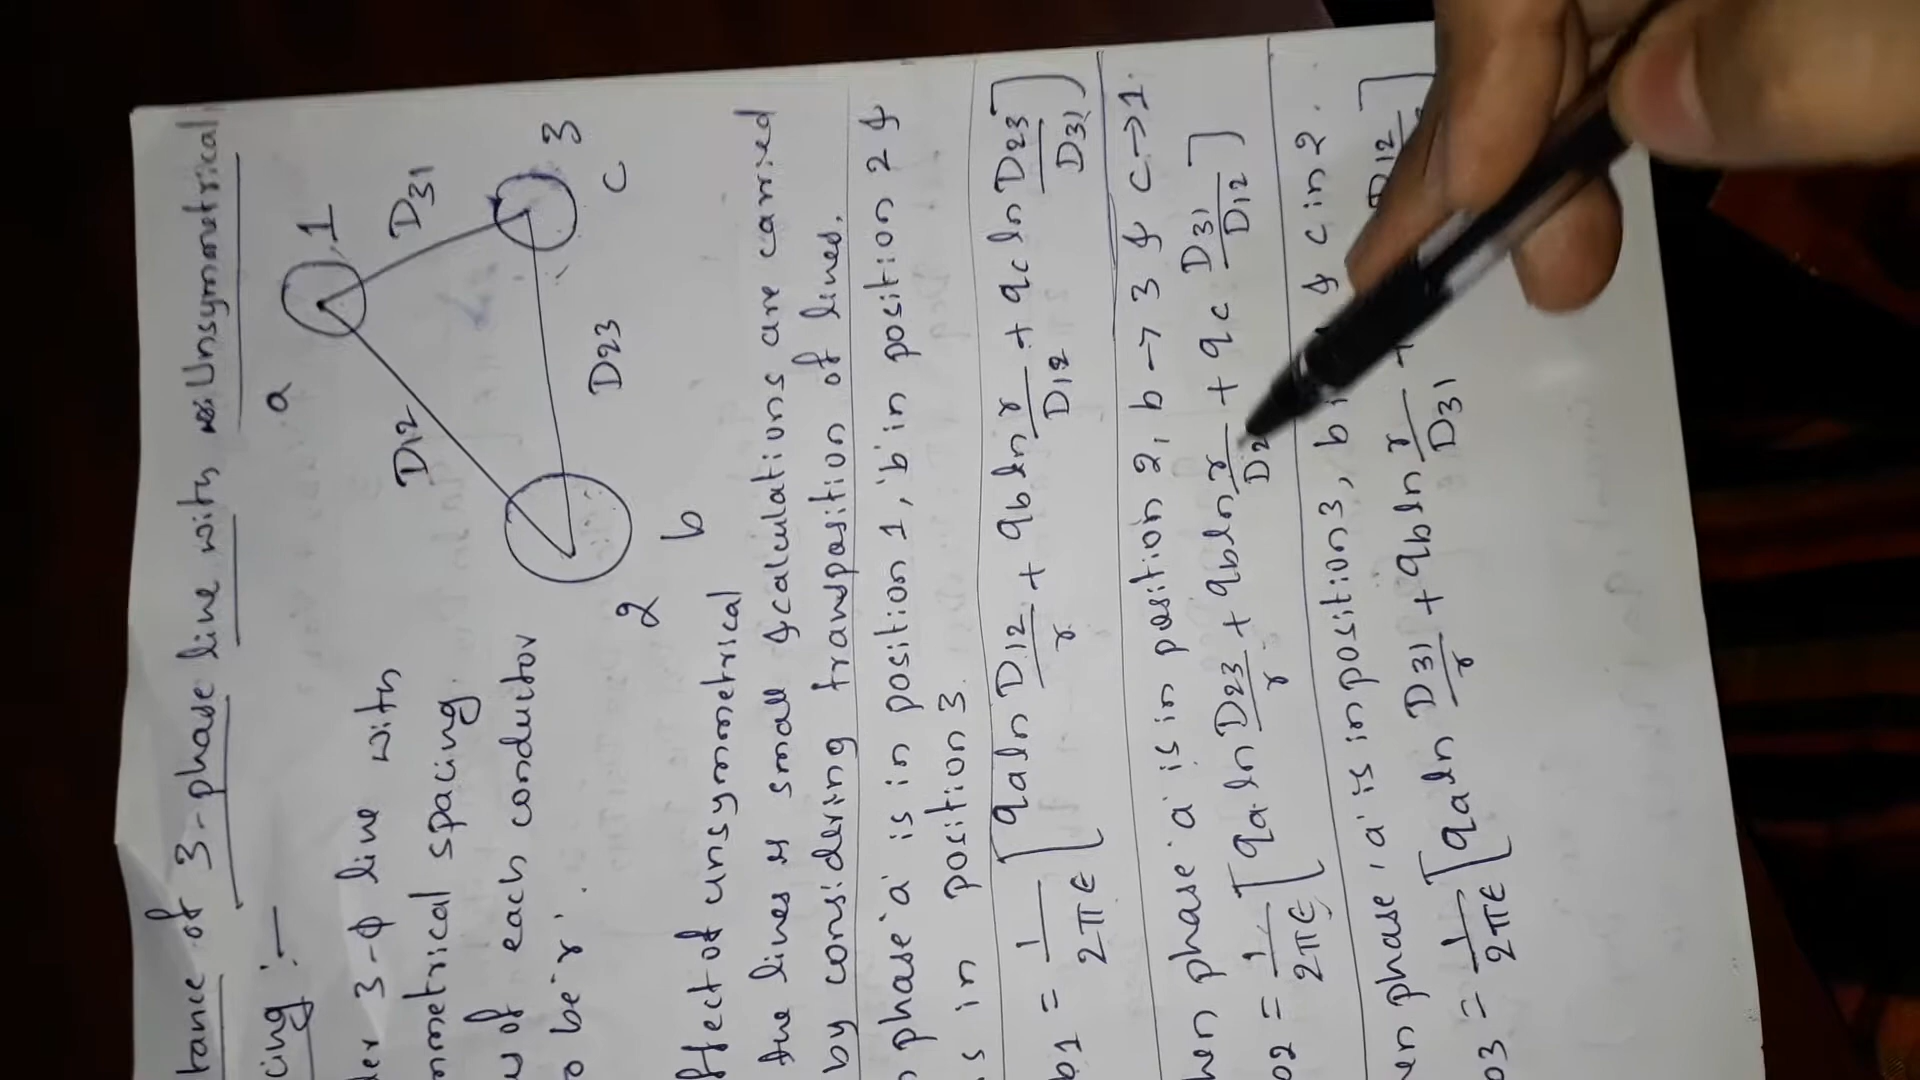 tance of 3-phase line with Unsymmetrical
cing :-
der 3-ϕ line with
mmetrical spacing.
of each conductor
o be 'r'.
a
1
D12
D31
3
c
D23
2
b
ffect of unsymmetrical
the lines is small & calculations are carried
by considering transposition of lines.
phase 'a' is in position 1, 'b' in position 2 &
is in position 3
b1 = 1/2πϵ [qa ln D12/r + qb ln r/D12 + qc ln D23/D31]
hen phase 'a' is in position 2, b → 3 & c → 1.
b2 = 1/2πϵ [qa ln D23/r + qb ln r/D2 + qc D31/D12]
en phase 'a' is in position 3, b & c in 2.
b3 = 1/2πϵ [qa ln D31/r + qb ln r/D31 + D12]